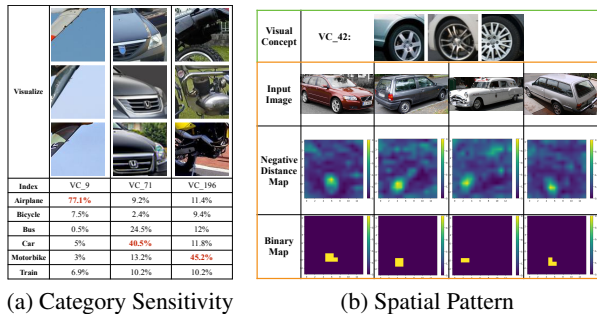 Visualize
Index VC_9 VC_71 VC_196
Airplane 77.1% 9.2% 11.4%
Bicycle 7.5% 2.4% 9.4%
Bus 0.5% 24.5% 12%
Car 5% 40.5% 11.8%
Motorbike 3% 13.2% 45.2%
Train 6.9% 10.2% 10.2%
(a) Category Sensitivity
Visual
Concept
VC_42:
Input
Image
Negative
Distance
Map
Binary
Map
(b) Spatial Pattern